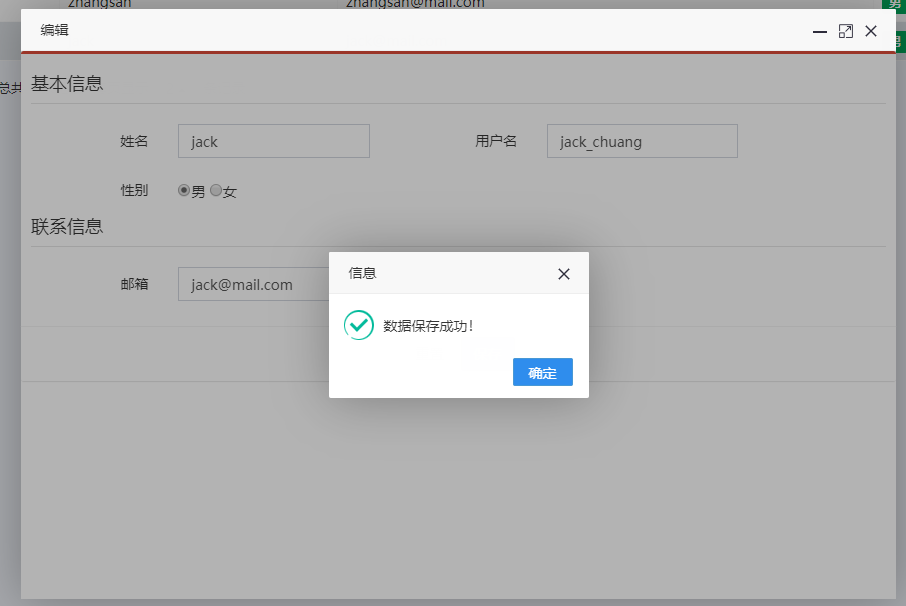 zhangsan
zhangsan@mail.com
男
编辑
男
总共
基本信息
姓名
jack
用户名
jack_chuang
性别
男 女
联系信息
信息
邮箱
jack@mail.com
数据保存成功!
确定